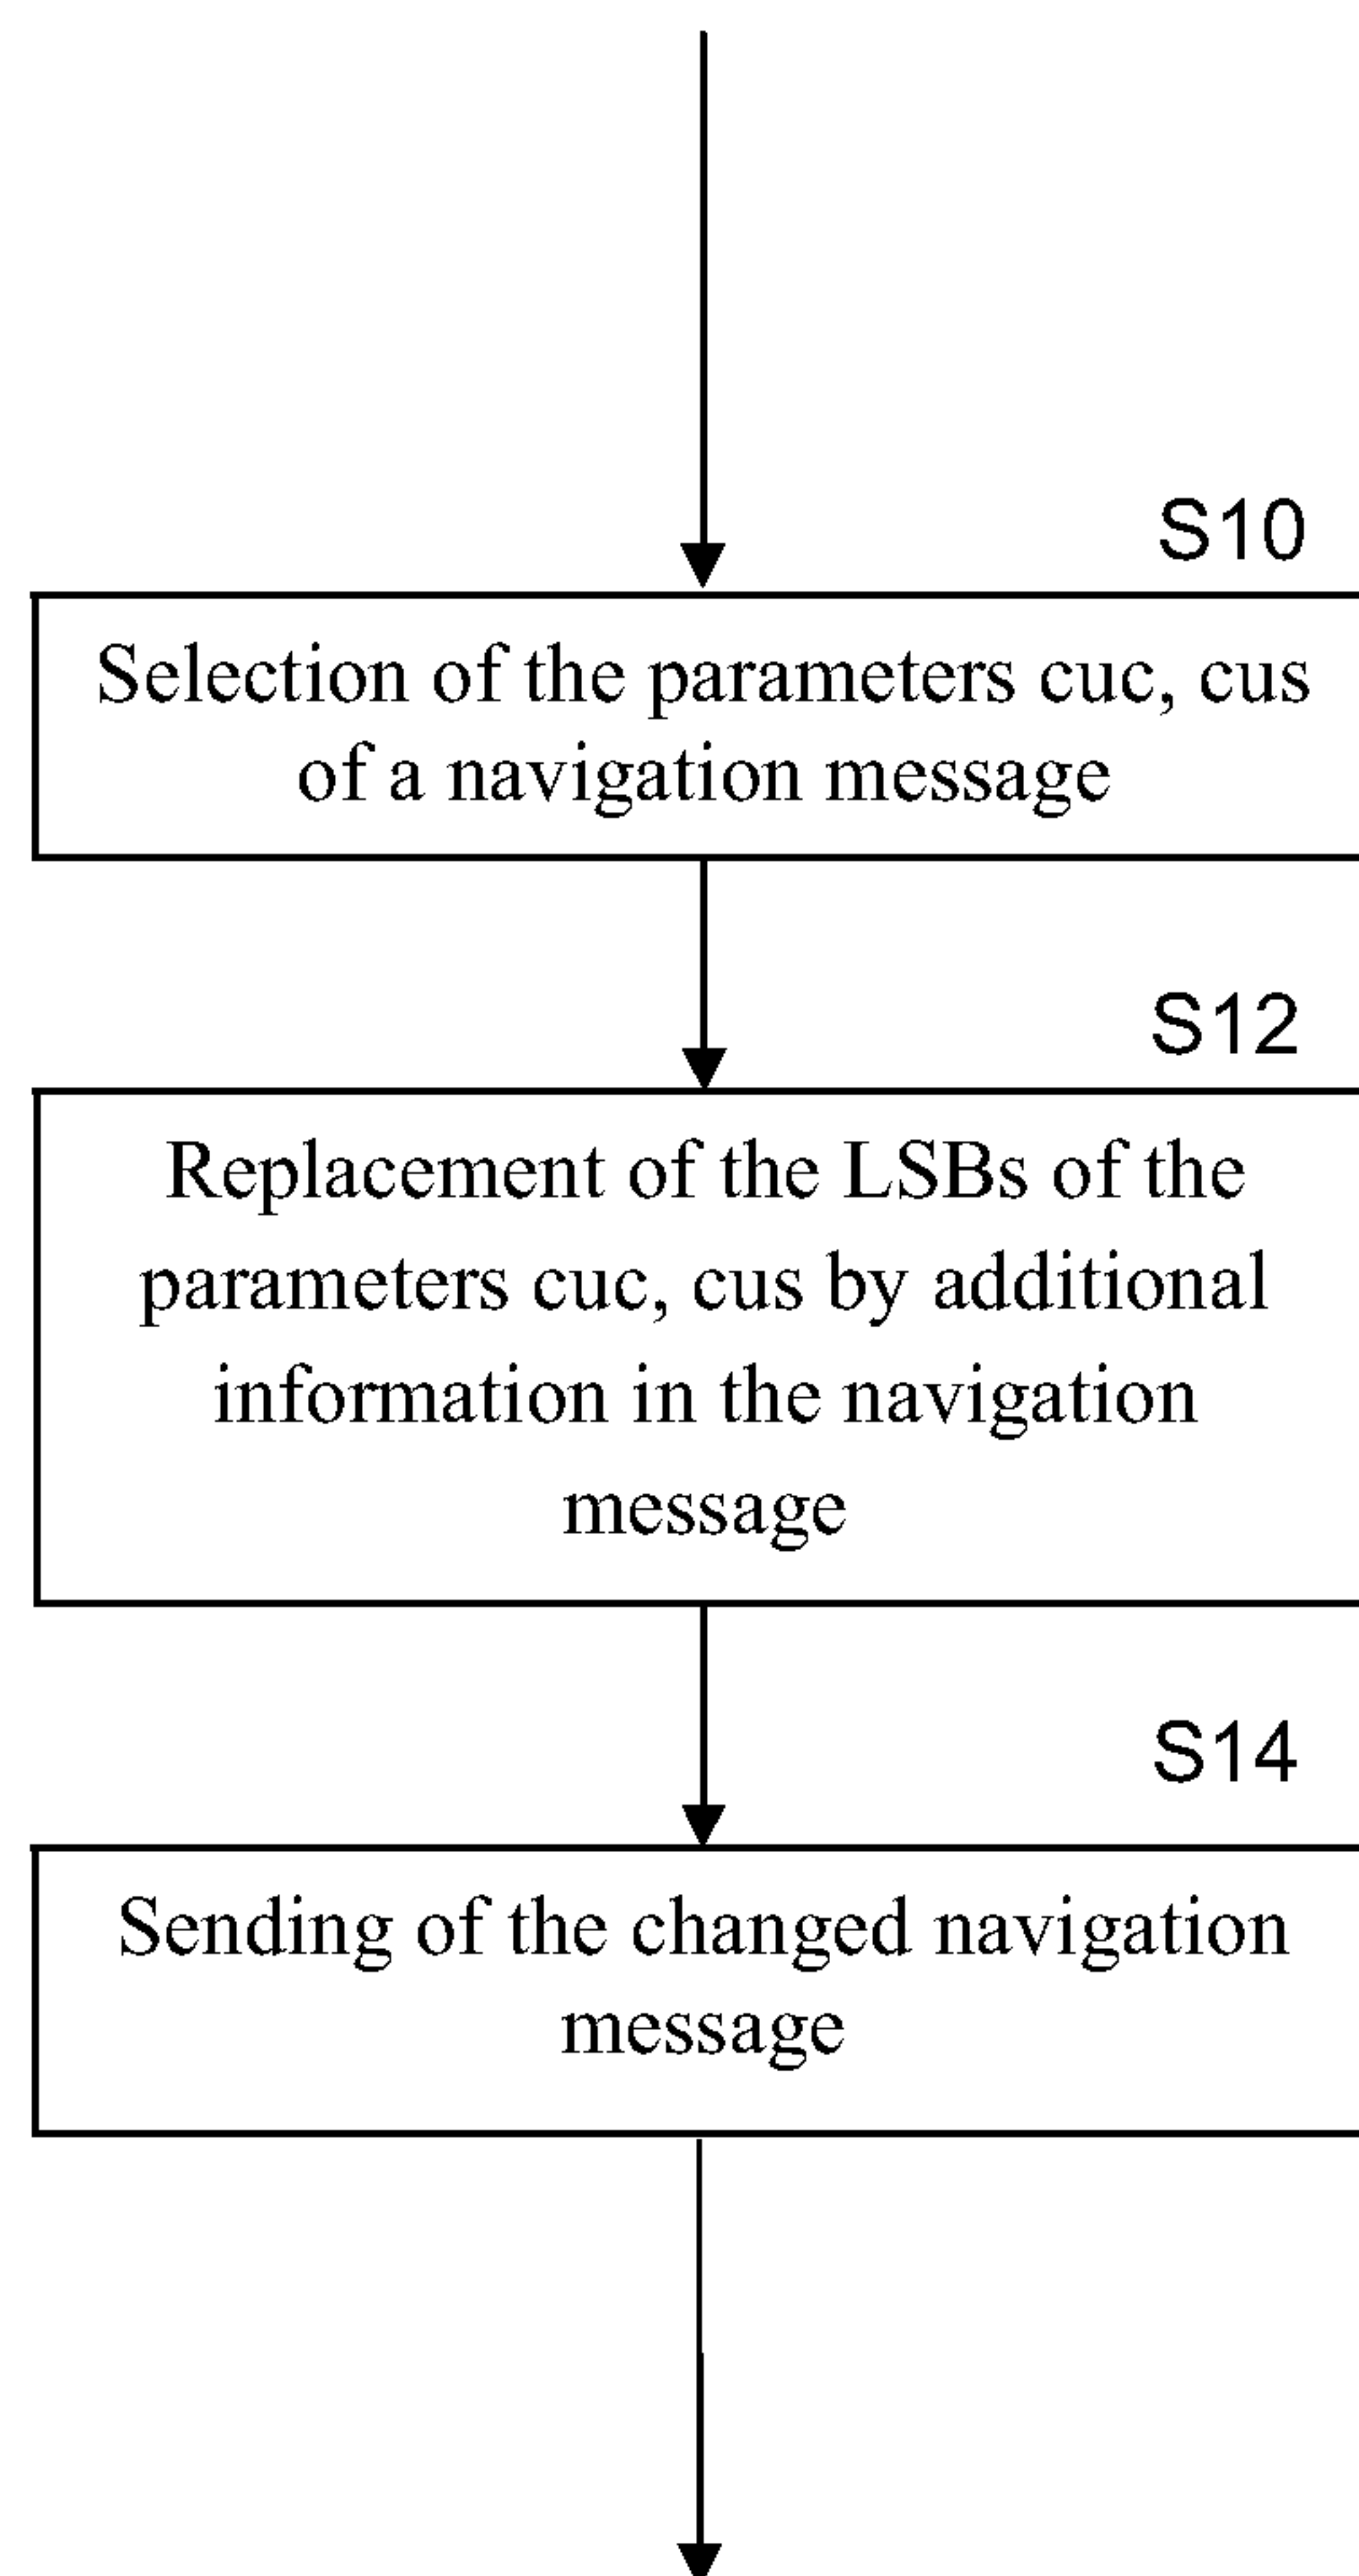 S10
Selection of the parameters cuc, cus
of a navigation message
S12
Replacement of the LSBs of the
parameters cuc, cus by additional
information in the navigation
message
S14
Sending of the changed navigation
message